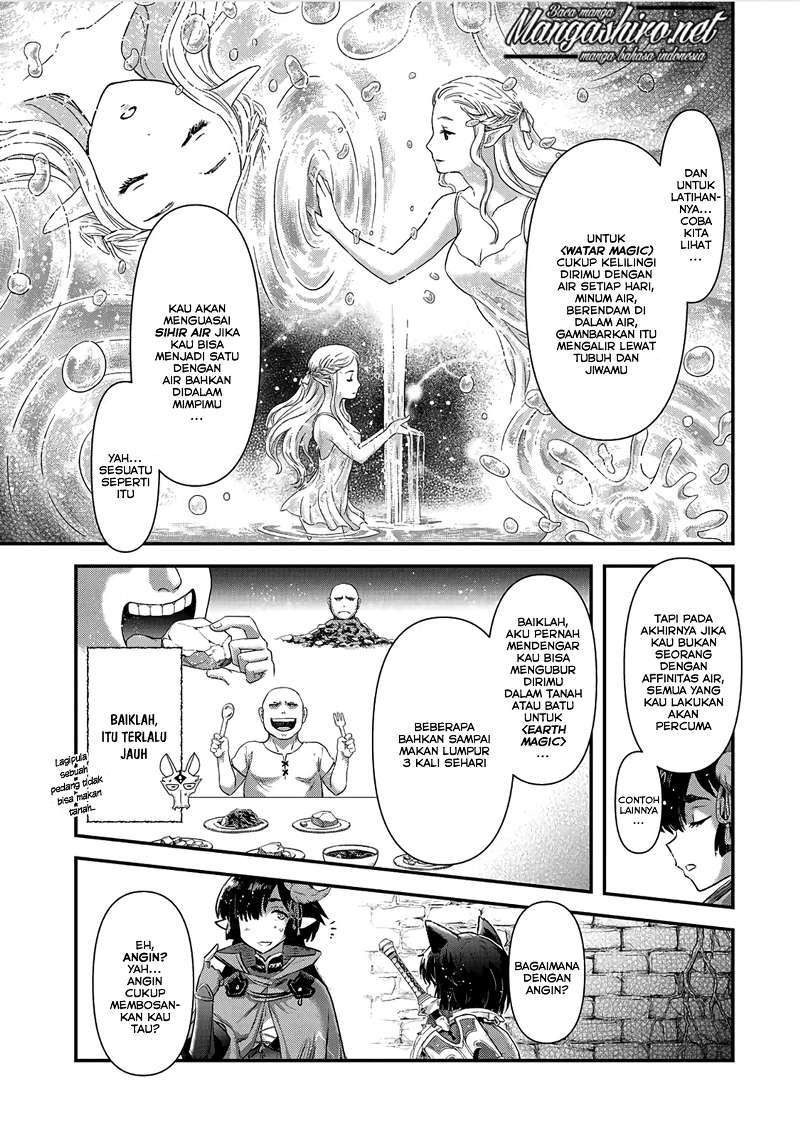 Baca manga
Mangashiro.net
manga bahasa indonesia
DAN
UNTUK
LATIHAN-
NYA...
COBA
KITA
LIHAT
...
UNTUK
<WATAR MAGIC>
CUKUP KELILINGI
DIRIMU DENGAN
AIR SETIAP HARI,
MINUM AIR,
BERENDAM DI
DALAM AIR,
GAMNBARKAN ITU
MENGALIR LEWAT
TUBUH DAN
JIWAMU
KAU AKAN
MENGUASAI
SIHIR AIR JIKA
KAU BISA
MENJADI SATU
DENGAN
AIR BAHKAN
DIDALAM
MIMPIMU
...
YAH...
SESUATU
SEPERTI
ITU
TAPI PADA
AKHIRNYA JIKA
KAU BUKAN
SEORANG
DENGAN
AFFINITAS AIR,
SEMUA YANG
KAU LAKUKAN
AKAN
PERCUMA
CONTOH
LAINNYA
...
BAIKLAH,
AKU PERNAH
MENDENGAR
KAU BISA
MENGUBUR
DIRIMU
DALAM TANAH
ATAU BATU
UNTUK
<EARTH
MAGIC>
...
BEBERAPA
BAHKAN SAMPAI
MAKAN LUMPUR
3 KALI SEHARI
BAIKLAH,
ITU TERLALU
JAUH
Lagipula
sebuah
Pedang tidak
bisa makan
tanah..
BAGAIMANA
DENGAN
ANGIN?
EH,
ANGIN?
YAH...
ANGIN
CUKUP
MEMBOSAN-
KAN KAU
TAU?